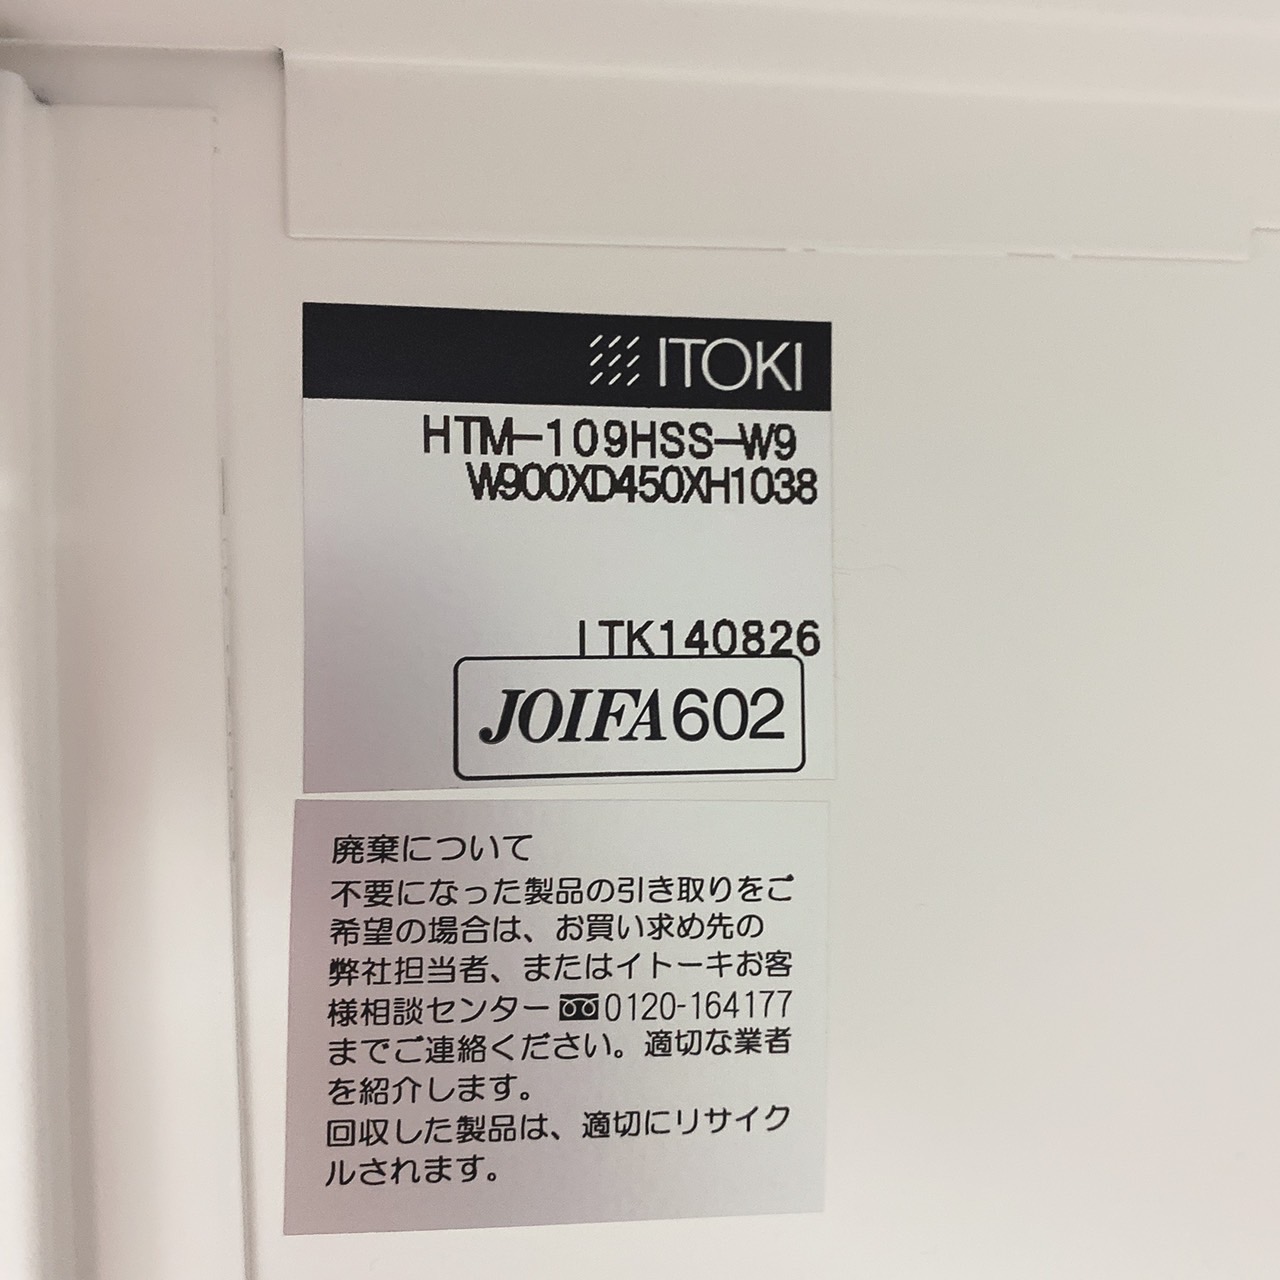 ITOKI
HTM-109HSS-W9
W900XD450XH1038
ITK140826
JOIFA602
廃棄について
不要になった製品の引き取りをご
希望の場合は、お買い求め先の
弊社担当者、またはイトーキお客
様相談センター 0120-164177
までご連絡ください。適切な業者
を紹介します。
回収した製品は、適切にリサイク
ルされます。